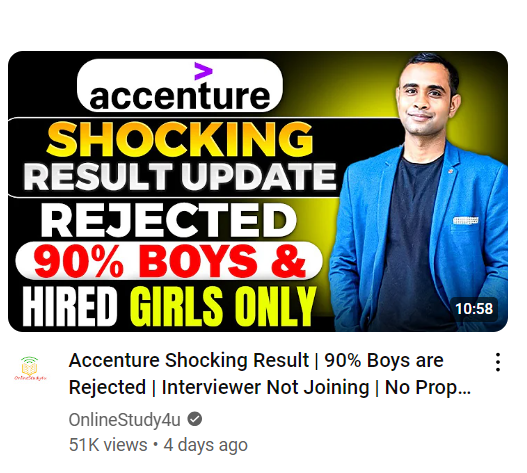 accenture
SHOCKING
RESULT UPDATE
REJECTED
90% BOYS &
HIRED GIRLS ONLY
10:58
Accenture Shocking Result | 90% Boys are
Rejected | Interviewer Not Joining | No Prop...
OnlineStudy4u
51K views • 4 days ago